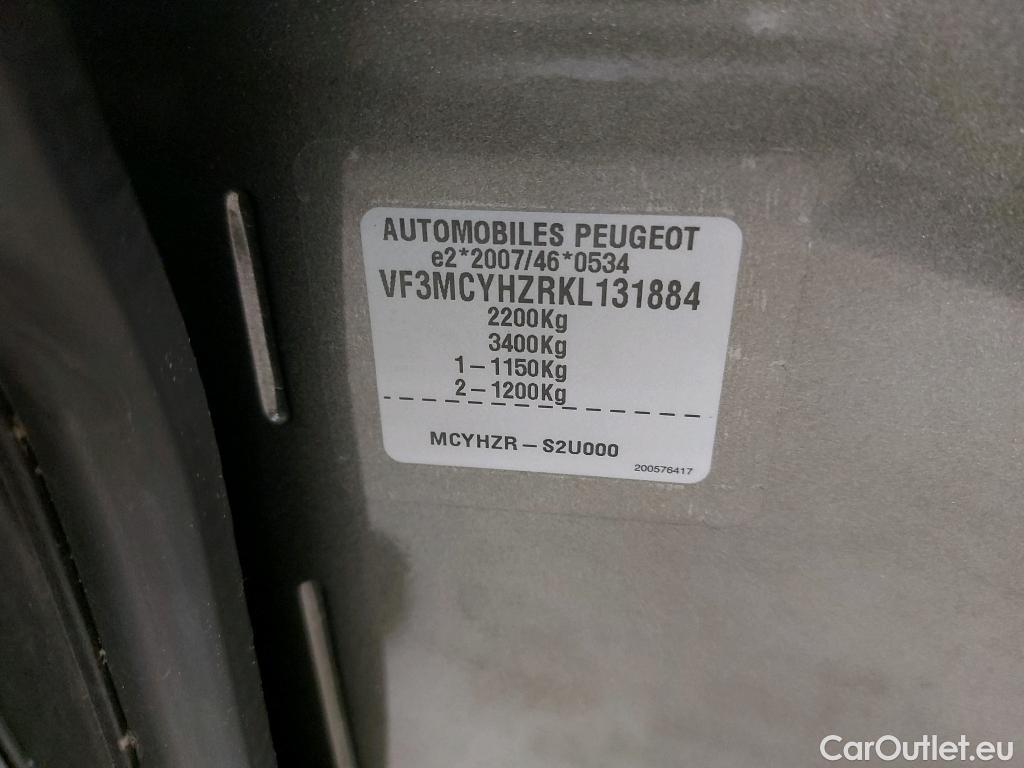 AUTOMOBILES PEUGEOT
e2*2007/46*0534
VF3MCYHZRKL131884
2200Kg
3400Kg
1-1150Kg
2-1200Kg
MCYHZR-S2U000
200576417
CarOutlet.eu